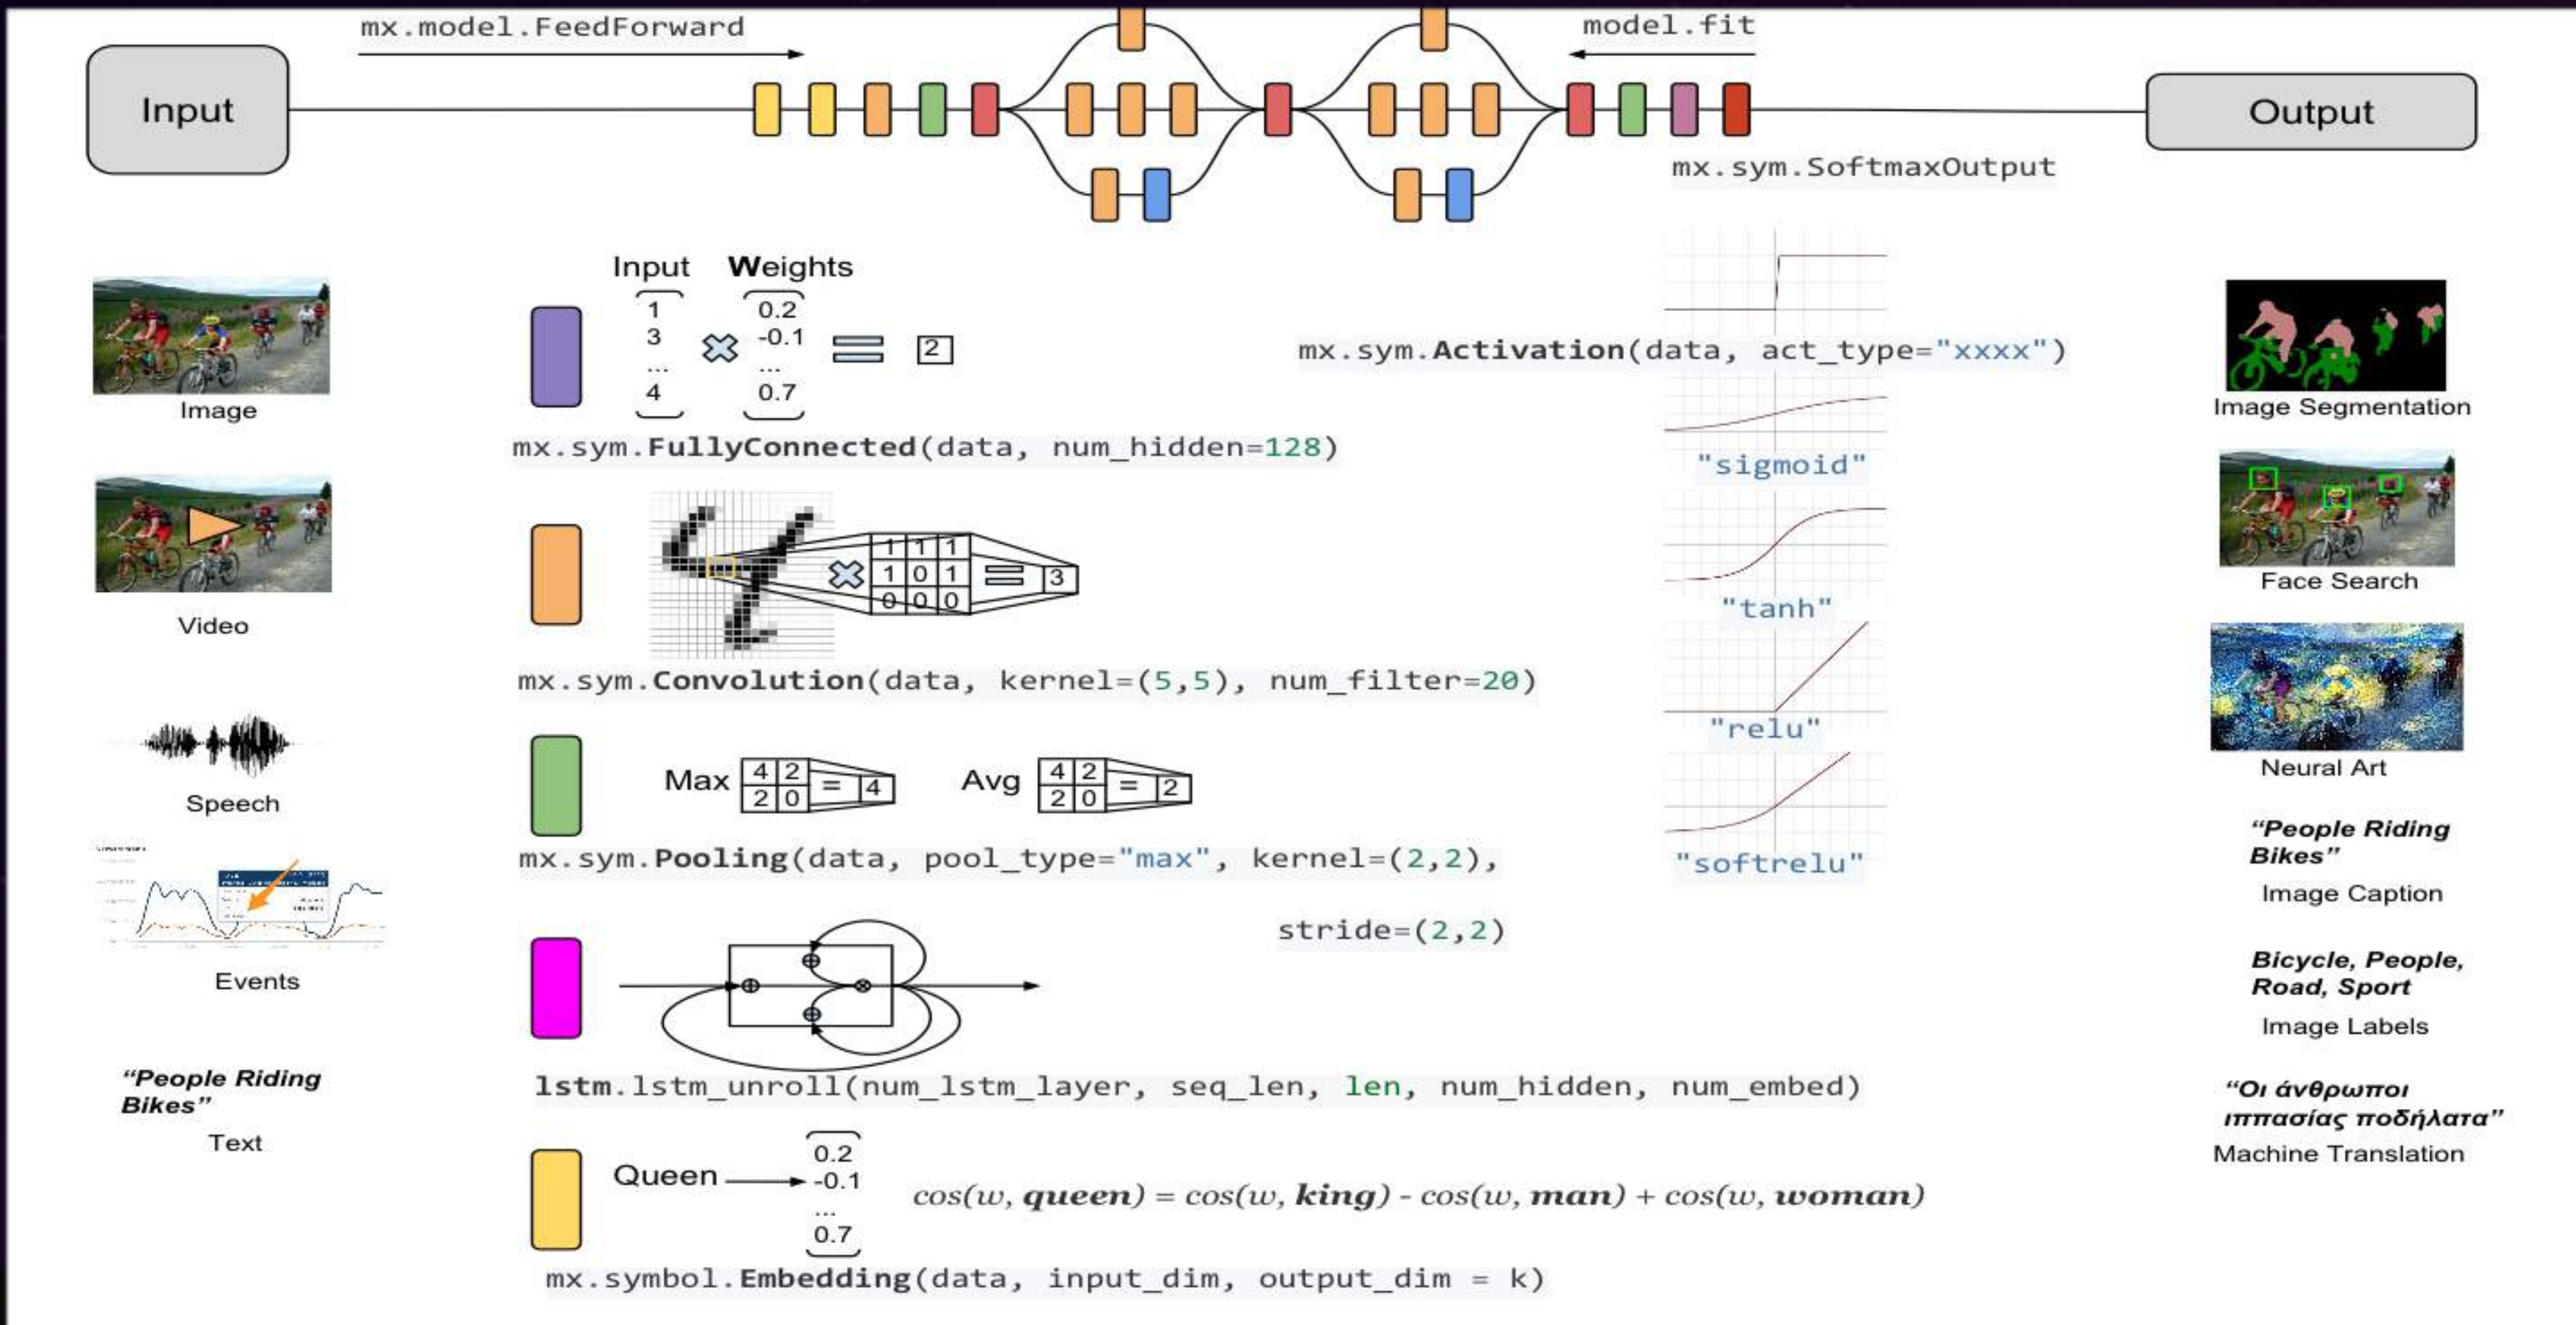 mx.model.FeedForward
model.fit
Input
Output
mx.sym.SoftmaxOutput
Image
Video
Speech
Events
“People Riding
Bikes”
Text
Input Weights
1 0.2
3 -0.1
... ...
4 0.7
2
mx.sym.FullyConnected(data, num_hidden=128)
1 1 1
1 0 1
0 0 0
3
mx.sym.Convolution(data, kernel=(5,5), num_filter=20)
Max
4 2
2 0
= 4
Avg
4 2
2 0
= 2
mx.sym.Pooling(data, pool_type="max", kernel=(2,2),
stride=(2,2)
lstm.lstm_unroll(num_lstm_layer, seq_len, len, num_hidden, num_embed)
Queen
0.2
-0.1
...
0.7
cos(w, queen) = cos(w, king) - cos(w, man) + cos(w, woman)
mx.symbol.Embedding(data, input_dim, output_dim = k)
mx.sym.Activation(data, act_type="xxxx")
"sigmoid"
"tanh"
"relu"
"softrelu"
Image Segmentation
Face Search
Neural Art
“People Riding
Bikes”
Image Caption
Bicycle, People,
Road, Sport
Image Labels
“Οι άνθρωποι
ιππασίας ποδήλατα”
Machine Translation